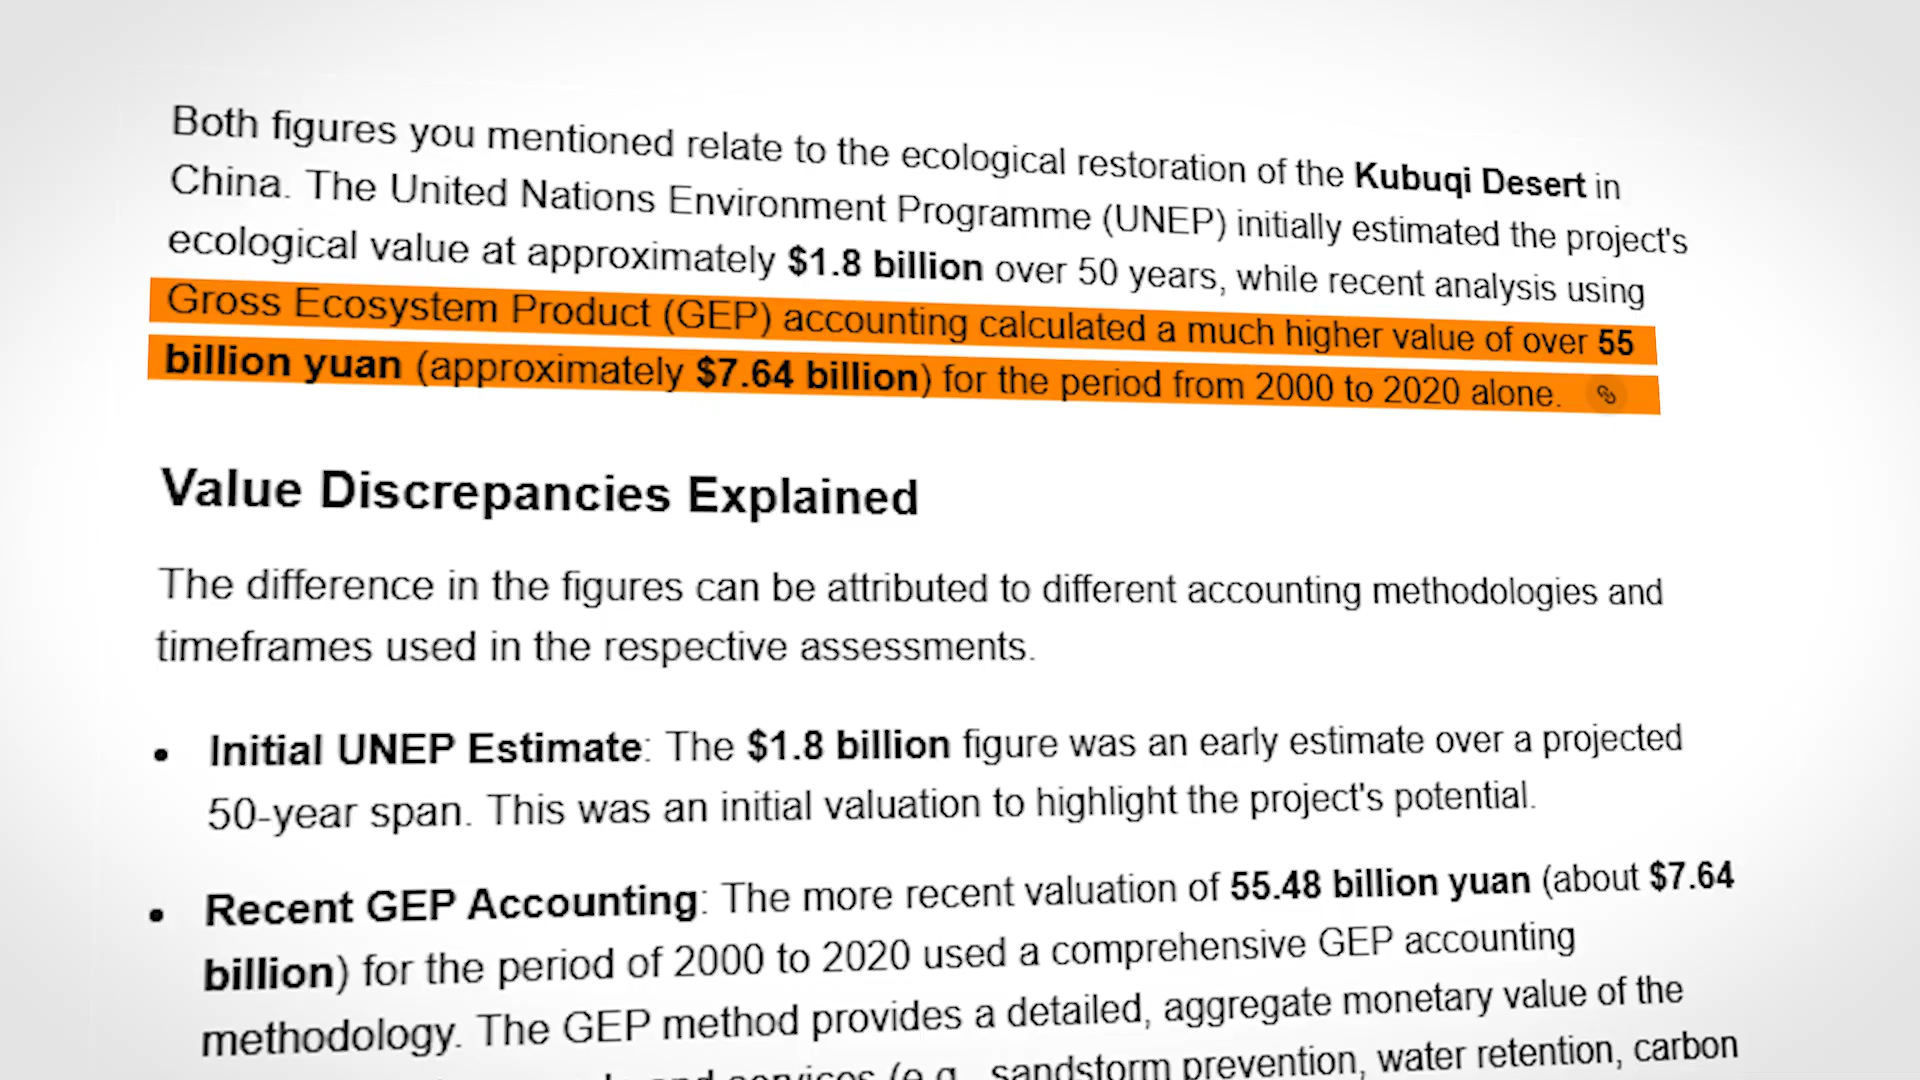 Both figures you mentioned relate to the ecological restoration of the Kubuqi Desert in
China. The United Nations Environment Programme (UNEP) initially estimated the project's
ecological value at approximately $1.8 billion over 50 years, while recent analysis using
Gross Ecosystem Product (GEP) accounting calculated a much higher value of over 55
billion yuan (approximately $7.64 billion) for the period from 2000 to 2020 alone.
Value Discrepancies Explained
The difference in the figures can be attributed to different accounting methodologies and
timeframes used in the respective assessments.
• Initial UNEP Estimate: The $1.8 billion figure was an early estimate over a projected
50-year span. This was an initial valuation to highlight the project's potential.
• Recent GEP Accounting: The more recent valuation of 55.48 billion yuan (about $7.64
billion) for the period of 2000 to 2020 used a comprehensive GEP accounting
methodology. The GEP method provides a detailed, aggregate monetary value of the
and services (e.g., sandstorm prevention, water retention, carbon